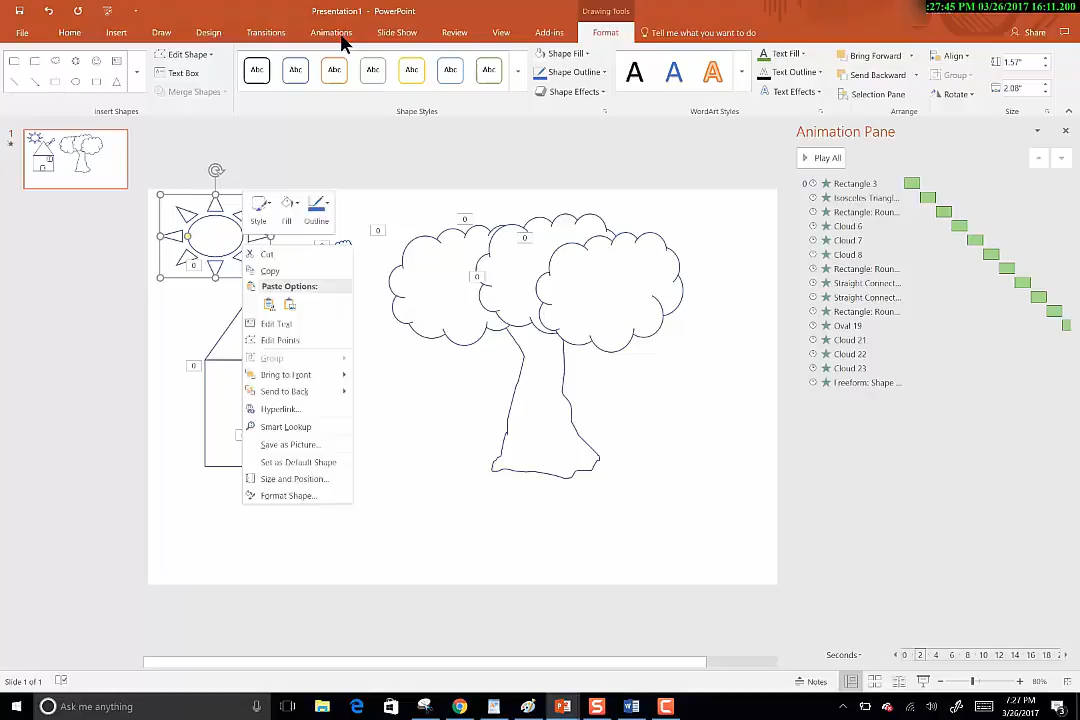 :27:45 PM 03/26/2017 16:11.200
Presentation1 - PowerPoint
Drawing Tools
File Home Insert Draw Design Transitions Animations Slide Show Review View Add-ins Format Tell me what you want to do Share
Edit Shape
Text Box
Merge Shapes
Insert Shapes
Abc Abc Abc Abc Abc Abc Abc
Shape Styles
Shape Fill
Shape Outline
Shape Effects
A A A
WordArt Styles
Text Fill
Text Outline
Text Effects
Bring Forward
Send Backward
Selection Pane
Align
Group
Rotate
Arrange
1.57"
2.08"
Size
1
Style Fill Outline
Cut
Copy
Paste Options:
Edit Text
Edit Points
Group
Bring to Front
Send to Back
Hyperlink...
Smart Lookup
Save as Picture...
Set as Default Shape
Size and Position...
Format Shape...
0
0
0
0
0
0
Animation Pane
Play All
0 Rectangle 3
Isosceles Triangl...
Rectangle: Roun...
Cloud 6
Cloud 7
Cloud 8
Rectangle: Roun...
Straight Connect...
Straight Connect...
Rectangle: Roun...
Oval 19
Cloud 21
Cloud 22
Cloud 23
Freeform: Shape ...
Seconds 0 2 4 6 8 10 12 14 16 18
Slide 1 of 1
Notes
80%
Ask me anything
7:27 PM
3/26/2017